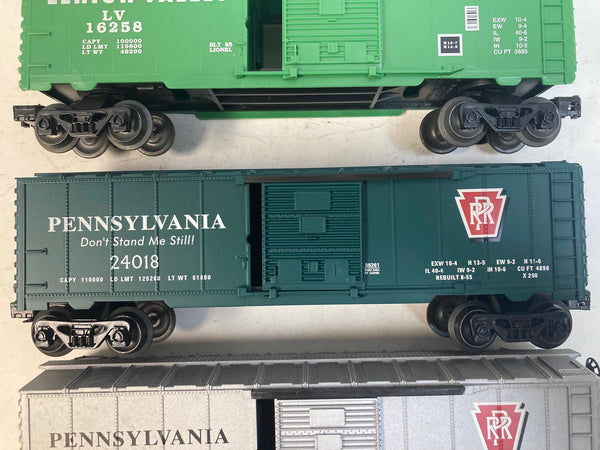 LEHIGH VALLEY
LV
16258
CAPY 100000
LD LMT 119800
LT WT 49200
BLT 95
LIONEL
EXW 10-4
EW 9-4
IL 40-6
IW 9-2
IH 10-5
CU FT 3885
PENNSYLVANIA
Don't Stand Me Still!
24018
CAPY 110000 LD LMT 125200 LT WT 51800
PRR
EXW 10-4 H 13-5 EW 9-2 H 11-6
IL 40-4 IW 9-2 IH 10-6 CU FT 4898
REBUILT 8-55 X 290
PENNSYLVANIA
PRR